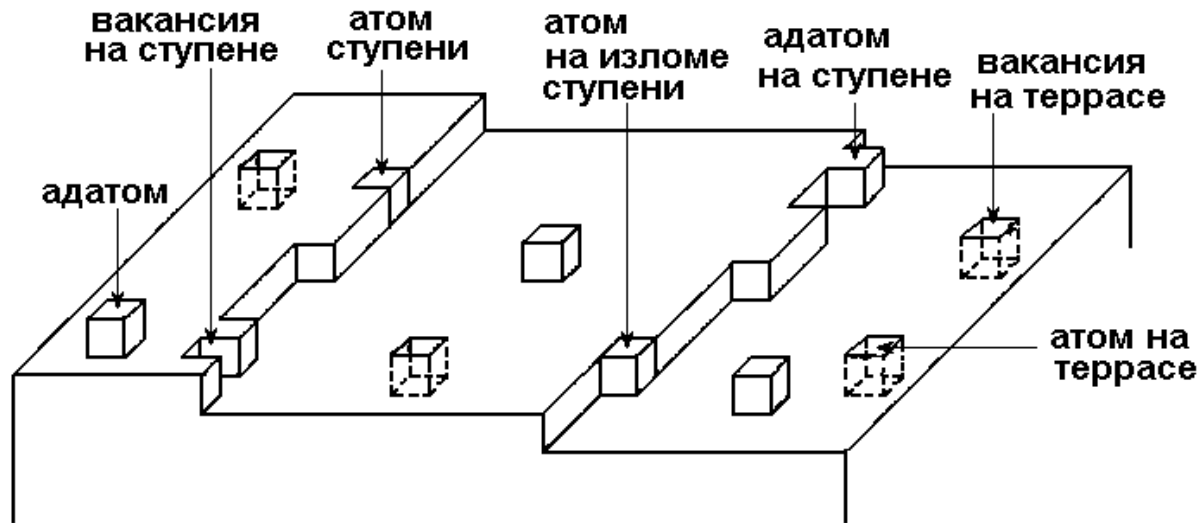 вакансия
на ступене
атом
ступени
атом
на изломе
ступени
адатом
на ступене
вакансия
на террасе
адатом
атом на
террасе